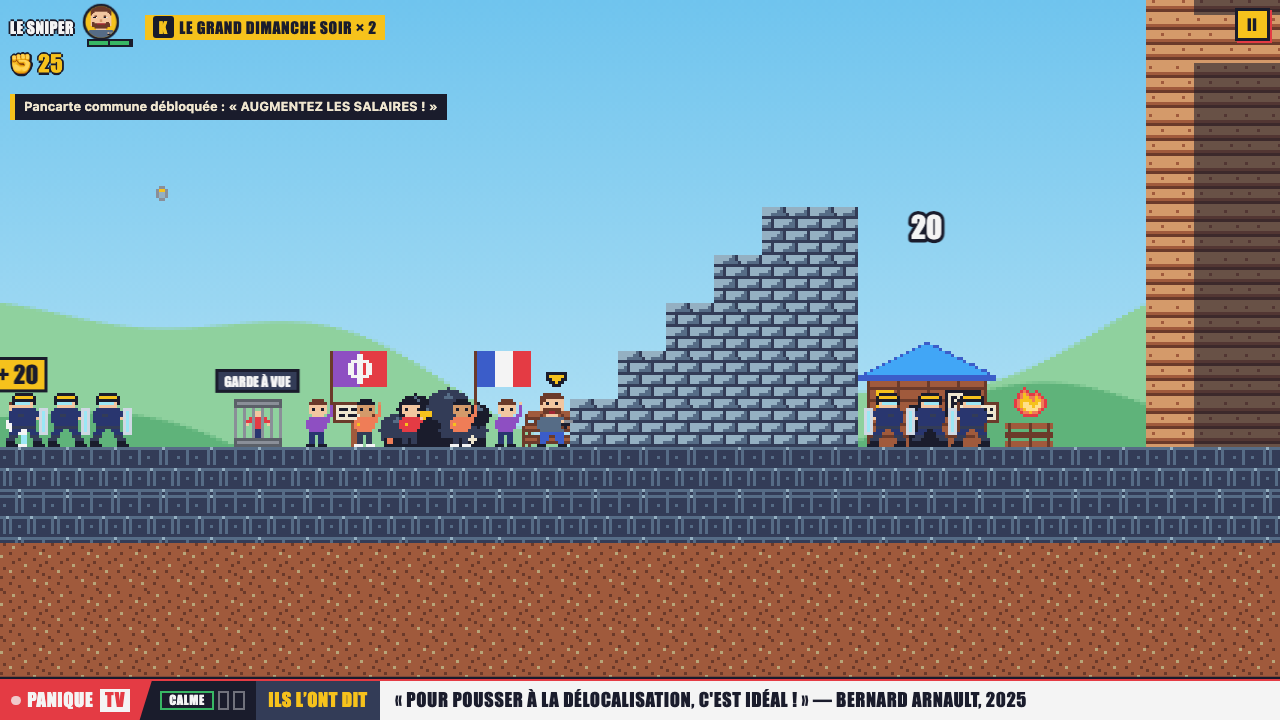 LE SNIPER
K LE GRAND DIMANCHE SOIR × 2
25
Pancarte commune débloquée : « AUGMENTEZ LES SALAIRES ! »
20
+ 20
GARDE À VUE
PANIQUE TV
CALME
ILS L'ONT DIT
« POUR POUSSER À LA DÉLOCALISATION, C'EST IDÉAL ! » — BERNARD ARNAULT, 2025